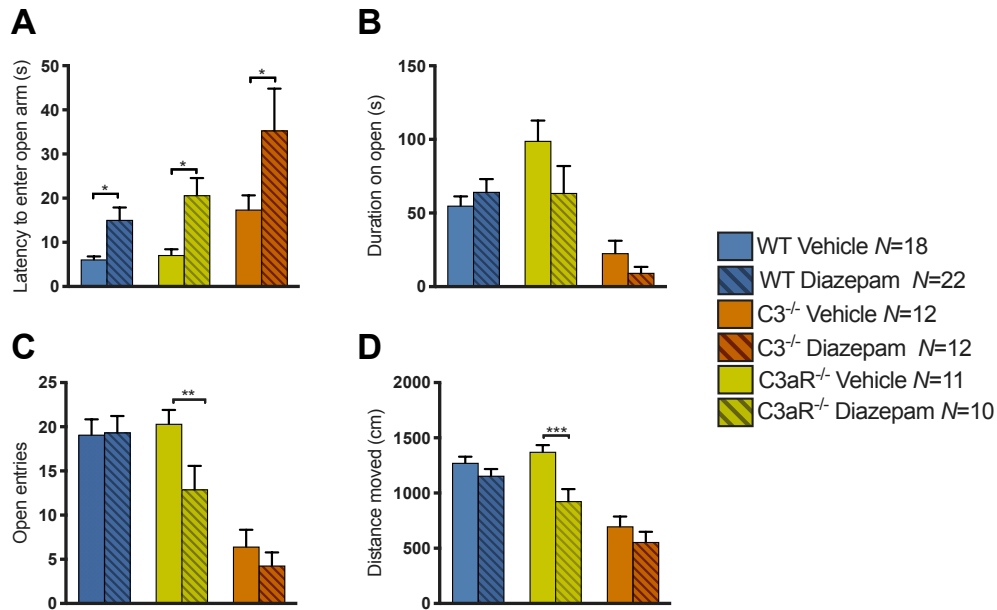 A
Latency to enter open arm (s)
50
40
30
20
10
0
*
*
*
B
Duration on open (s)
150
100
50
0
WT Vehicle N=18
WT Diazepam N=22
C3-/- Vehicle N=12
C3-/- Diazepam N=12
C3aR-/- Vehicle N=11
C3aR-/- Diazepam N=10
C
Open entries
25
20
15
10
5
0
**
D
Distance moved (cm)
2000
1500
1000
500
0
***